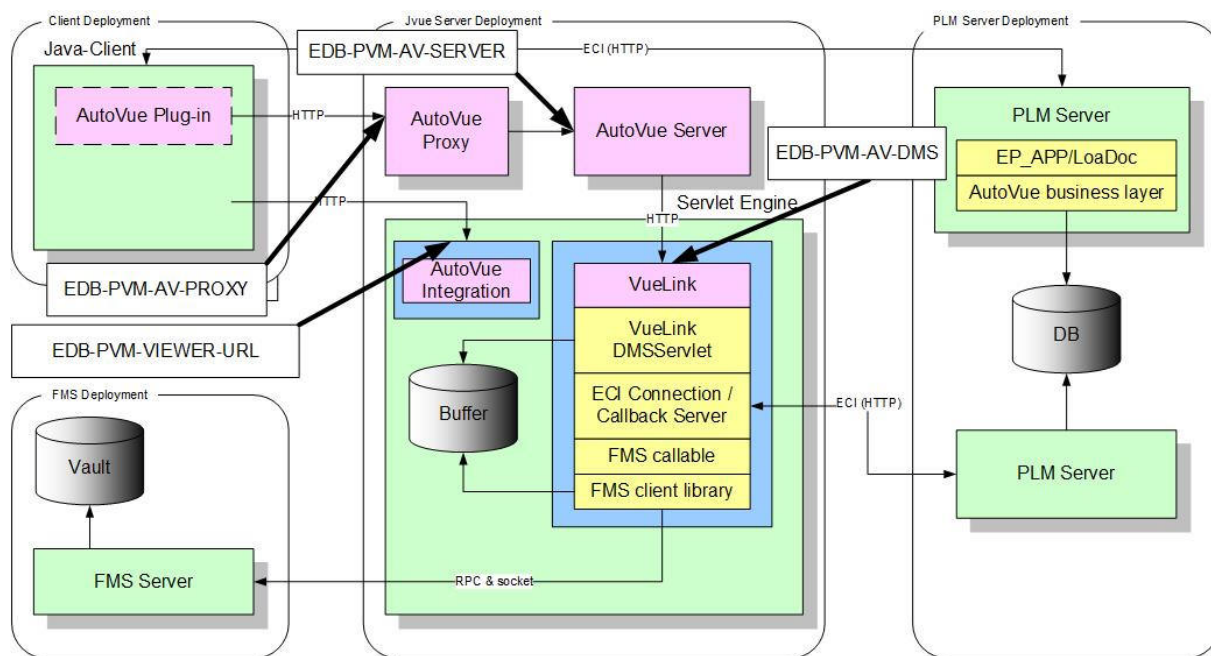 Client Deployment
Jvue Server Deployment
PLM Server Deployment
Java-Client
EDB-PVM-AV-SERVER
ECI (HTTP)
AutoVue Plug-in
HTTP
AutoVue
Proxy
AutoVue Server
EDB-PVM-AV-DMS
PLM Server
EP_APP/LoaDoc
AutoVue business layer
HTTP
HTTP
Servlet Engine
EDB-PVM-AV-PROXY
AutoVue
Integration
VueLink
EDB-PVM-VIEWER-URL
VueLink
DMSServlet
DB
FMS Deployment
Vault
Buffer
ECI Connection /
Callback Server
ECI (HTTP)
FMS callable
FMS client library
PLM Server
FMS Server
RPC & socket